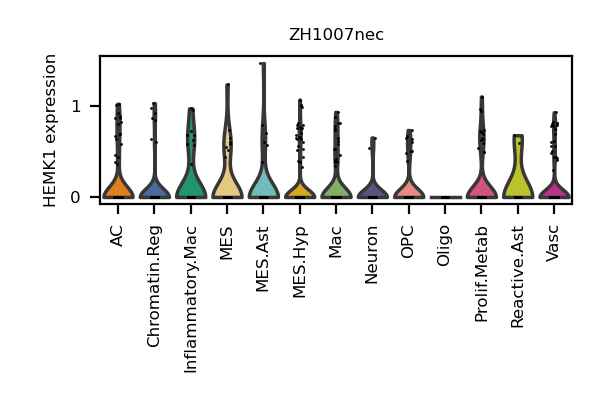 ZH1007nec
HEMK1 expression
1
0
AC
Chromatin.Reg
Inflammatory.Mac
MES
MES.Ast
MES.Hyp
Mac
Neuron
OPC
Oligo
Prolif.Metab
Reactive.Ast
Vasc